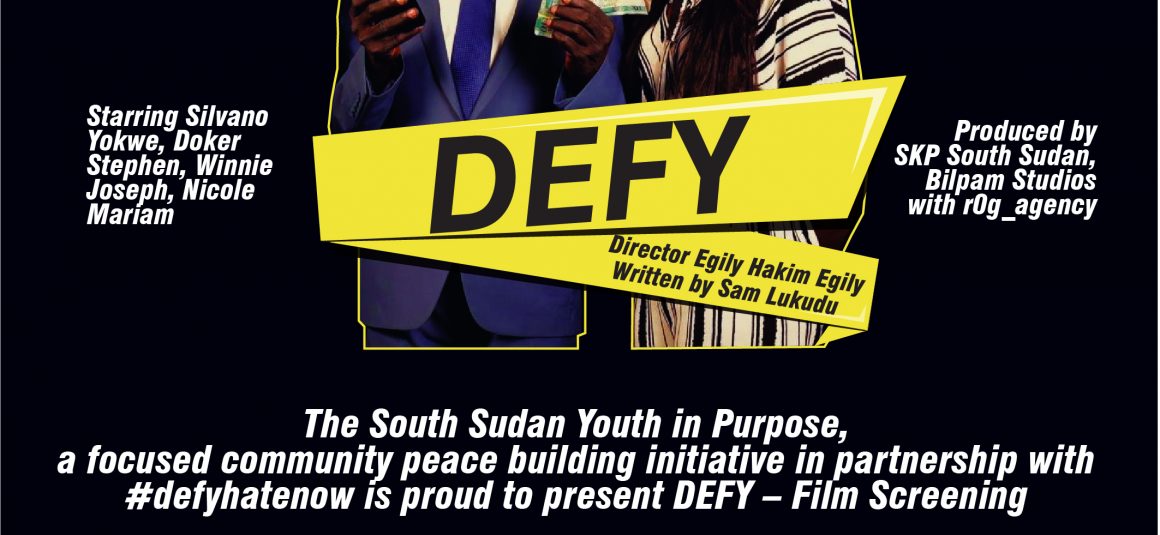 Starring Silvano
Yokwe, Doker
Stephen, Winnie
Joseph, Nicole
Mariam
DEFY
Director Egily Hakim Egily
Written by Sam Lukudu
Produced by
SKP South Sudan,
Bilpam Studios
with r0g_agency
The South Sudan Youth in Purpose,
a focused community peace building initiative in partnership with
#defyhatenow is proud to present DEFY – Film Screening